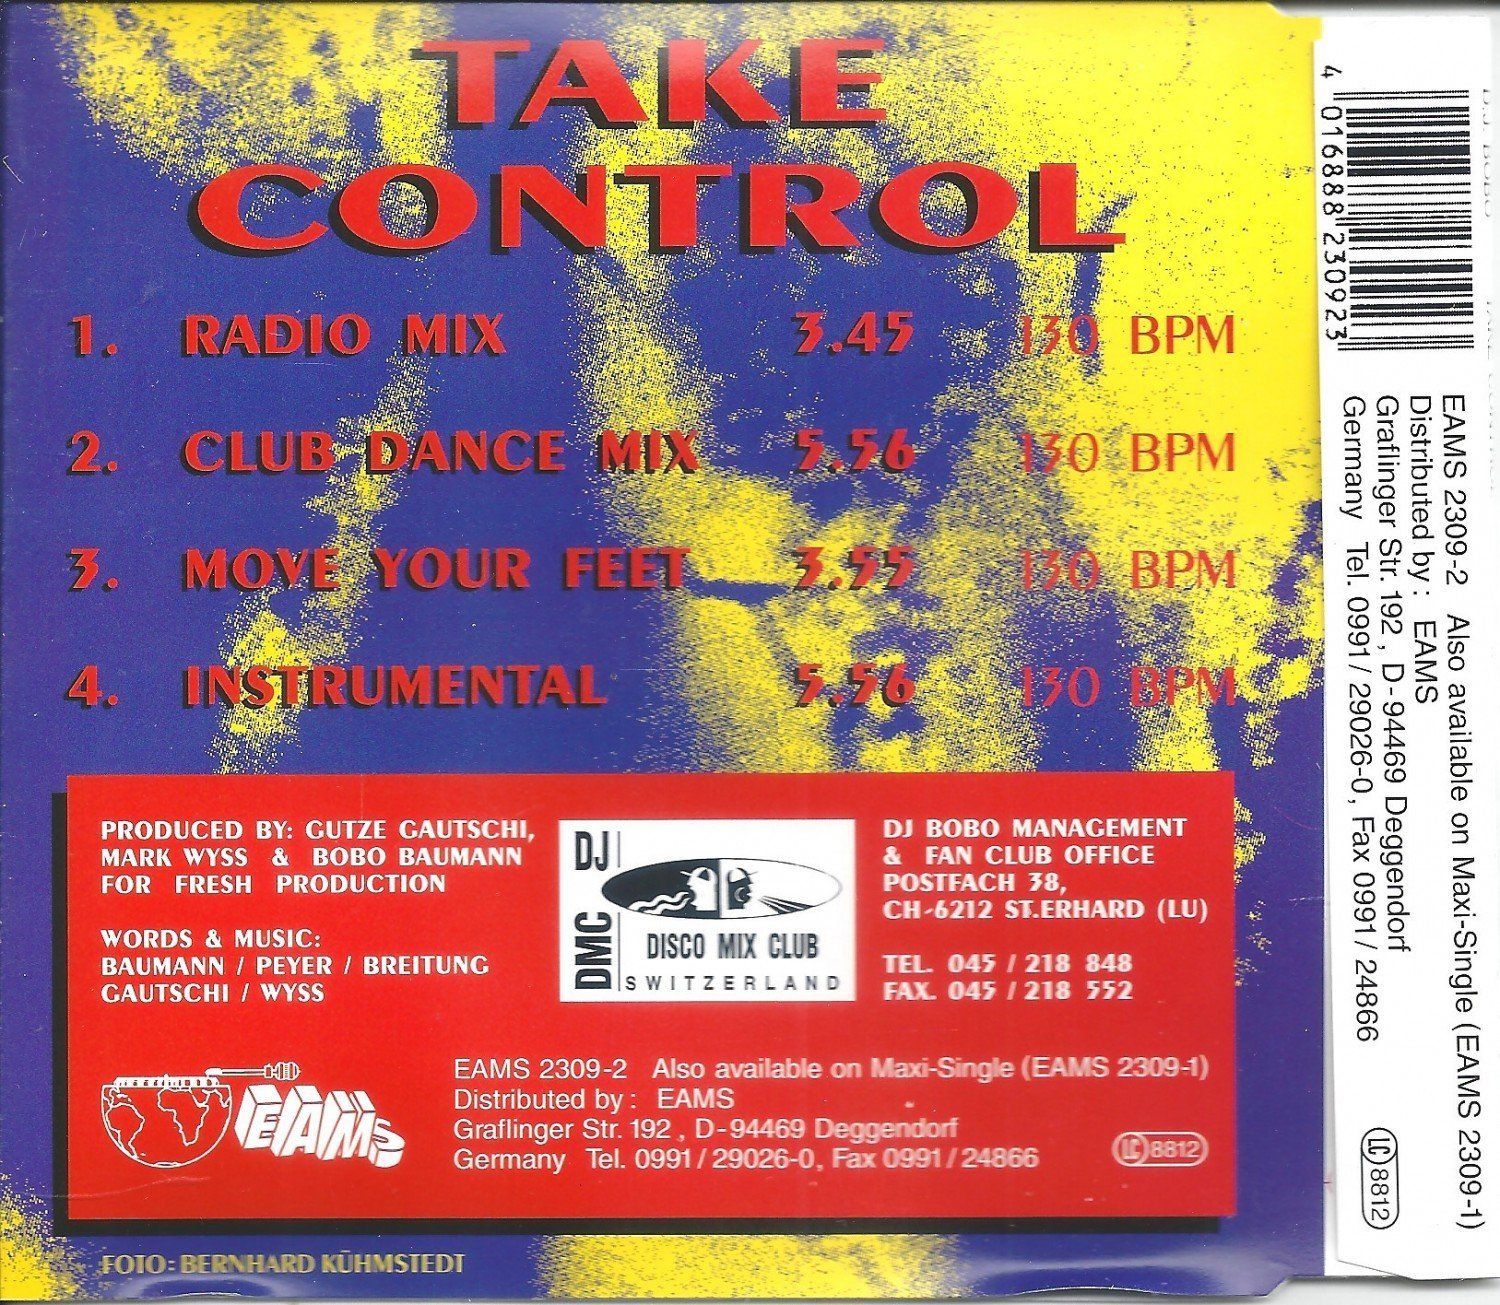 TAKE
CONTROL
1. RADIO MIX 3.45 130 BPM
2. CLUB DANCE MIX 5.56 130 BPM
3. MOVE YOUR FEET 3.55 130 BPM
4. INSTRUMENTAL 5.56 130 BPM
PRODUCED BY: GUTZE GAUTSCHI,
MARK WYSS & BOBO BAUMANN
FOR FRESH PRODUCTION
WORDS & MUSIC:
BAUMANN / PEYER / BREITUNG
GAUTSCHI / WYSS
DJ
DMC
DISCO MIX CLUB
SWITZERLAND
DJ BOBO MANAGEMENT
& FAN CLUB OFFICE
POSTFACH 38,
CH-6212 ST.ERHARD (LU)
TEL. 045 / 218 848
FAX. 045 / 218 552
EAMS
EAMS 2309-2 Also available on Maxi-Single (EAMS 2309-1)
Distributed by : EAMS
Graflinger Str. 192 , D-94469 Deggendorf
Germany Tel. 0991 / 29026-0, Fax 0991 / 24866
LC 8812
FOTO: BERNHARD KÜHMSTEDT
4 016888 230923
EAMS 2309-2 Also available on Maxi-Single (EAMS 2309-1)
Distributed by : EAMS
Graflinger Str. 192 , D-94469 Deggendorf
Germany Tel. 0991 / 29026-0, Fax 0991 / 24866
LC 8812